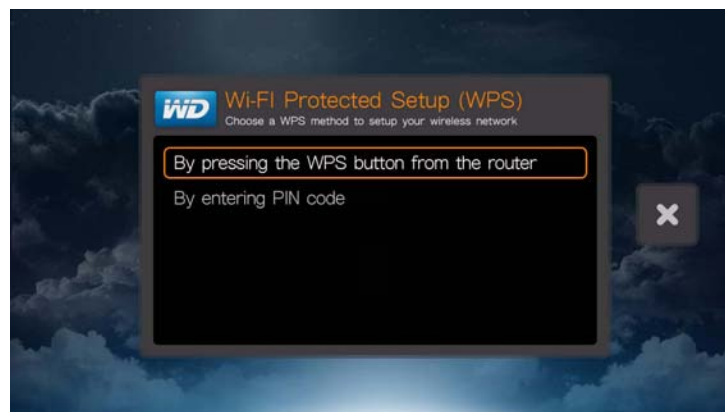 WD
Wi-FI Protected Setup (WPS)
Choose a WPS method to setup your wireless network
By pressing the WPS button from the router
By entering PIN code